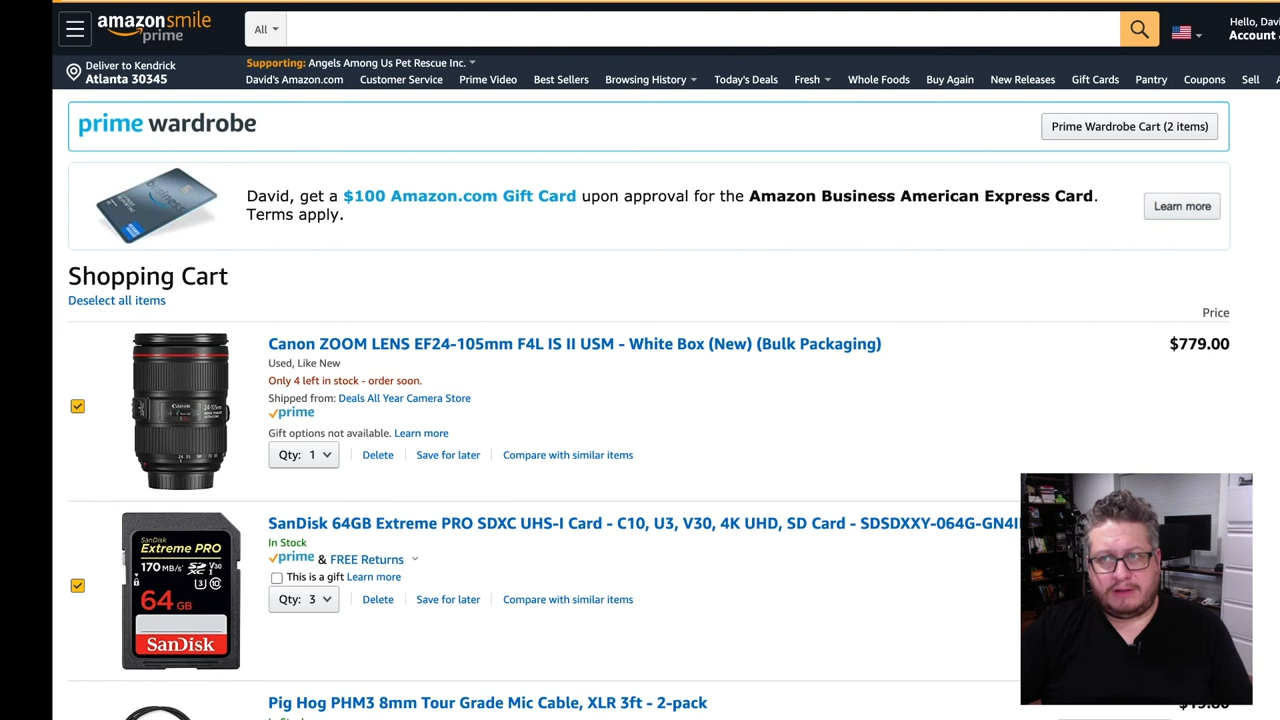 amazonsmile
prime
All
Hello, Davi
Account
Deliver to Kendrick
Atlanta 30345
Supporting: Angels Among Us Pet Rescue Inc.
David's Amazon.com Customer Service Prime Video Best Sellers Browsing History Today's Deals Fresh Whole Foods Buy Again New Releases Gift Cards Pantry Coupons Sell
prime wardrobe
Prime Wardrobe Cart (2 items)
David, get a $100 Amazon.com Gift Card upon approval for the Amazon Business American Express Card.
Terms apply.
Learn more
Shopping Cart
Deselect all items
Price
Canon ZOOM LENS EF24-105mm F4L IS II USM - White Box (New) (Bulk Packaging)
$779.00
Used, Like New
Only 4 left in stock - order soon.
Shipped from: Deals All Year Camera Store
prime
Gift options not available. Learn more
Qty: 1 Delete Save for later Compare with similar items
SanDisk 64GB Extreme PRO SDXC UHS-I Card - C10, U3, V30, 4K UHD, SD Card - SDSDXXY-064G-GN4I
In Stock
prime & FREE Returns
This is a gift Learn more
Qty: 3 Delete Save for later Compare with similar items
SanDisk
Extreme PRO
170 MB/s XC V30
U3
64 GB
SanDisk
Pig Hog PHM3 8mm Tour Grade Mic Cable, XLR 3ft - 2-pack